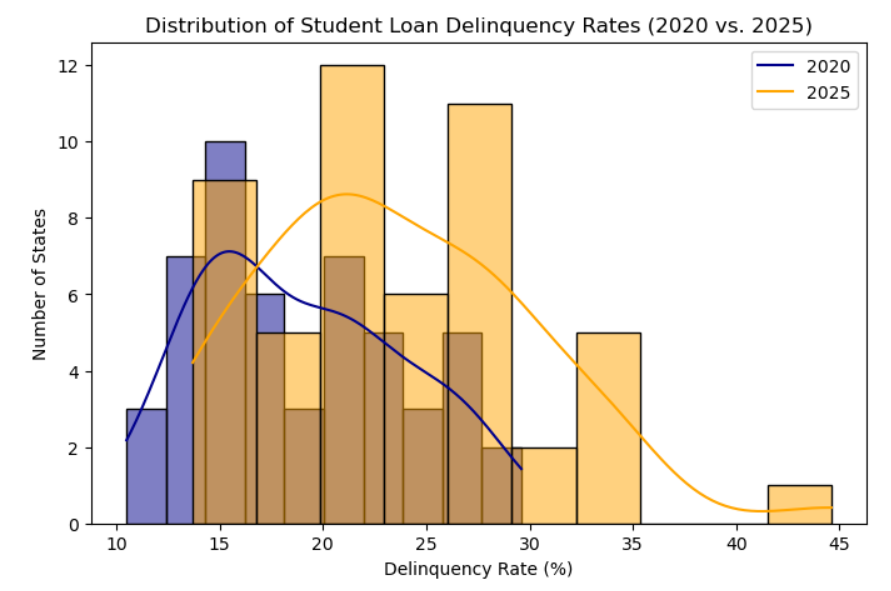 Distribution of Student Loan Delinquency Rates (2020 vs. 2025)
2020
2025
Number of States
12
10
8
6
4
2
0
10 15 20 25 30 35 40 45
Delinquency Rate (%)